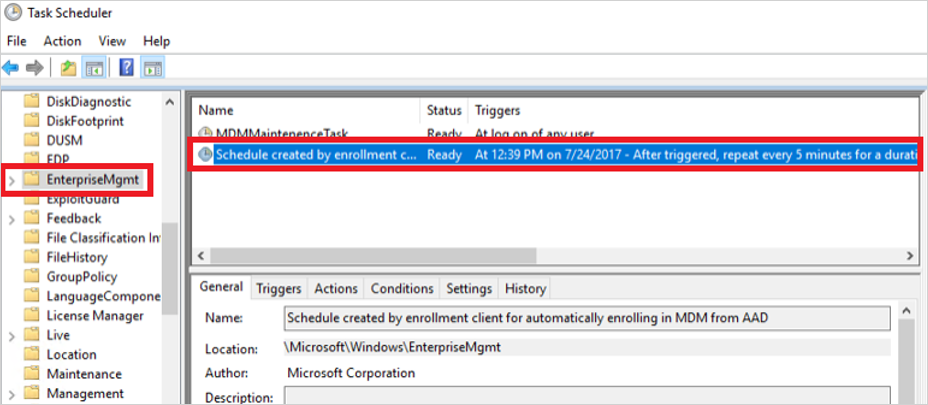 Task Scheduler
File Action View Help
DiskDiagnostic
DiskFootprint
DUSM
EDP
EnterpriseMgmt
ExploitGuard
Feedback
File Classification In
FileHistory
GroupPolicy
LanguageCompone
License Manager
Live
Location
Maintenance
Management
Name Status Triggers
MDMMaintenenceTask Ready At log on of any user
Schedule created by enrollment c... Ready At 12:39 PM on 7/24/2017 - After triggered, repeat every 5 minutes for a durati
General Triggers Actions Conditions Settings History
Name: Schedule created by enrollment client for automatically enrolling in MDM from AAD
Location: \Microsoft\Windows\EnterpriseMgmt
Author: Microsoft Corporation
Description: